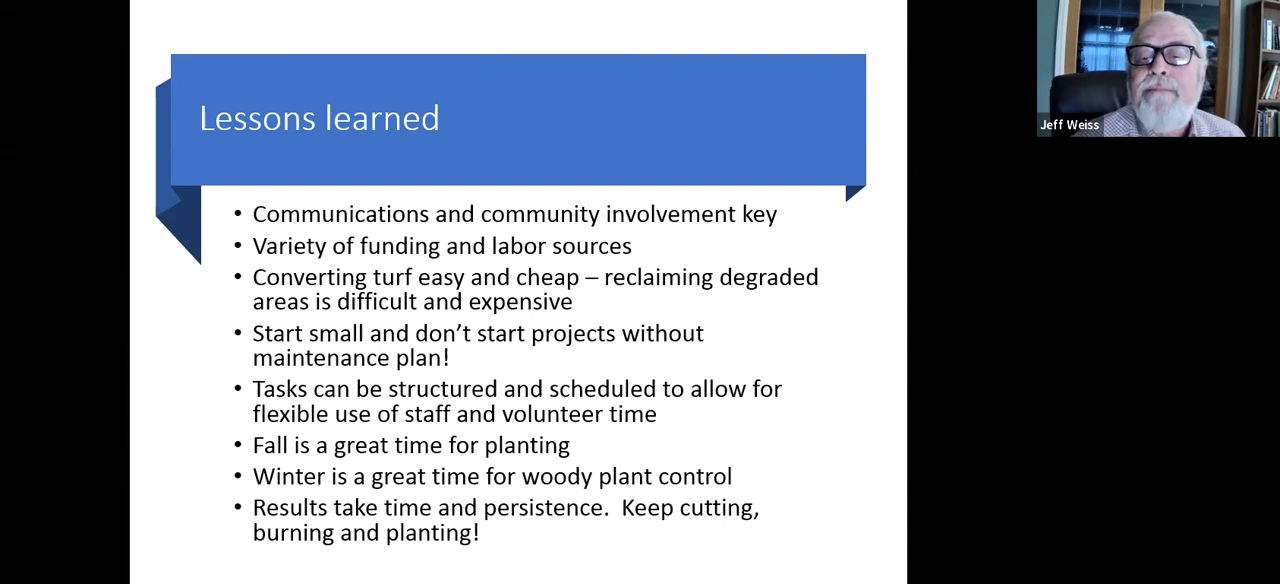 Lessons learned
• Communications and community involvement key
• Variety of funding and labor sources
• Converting turf easy and cheap – reclaiming degraded
areas is difficult and expensive
• Start small and don’t start projects without
maintenance plan!
• Tasks can be structured and scheduled to allow for
flexible use of staff and volunteer time
• Fall is a great time for planting
• Winter is a great time for woody plant control
• Results take time and persistence.  Keep cutting,
burning and planting!
Jeff Weiss